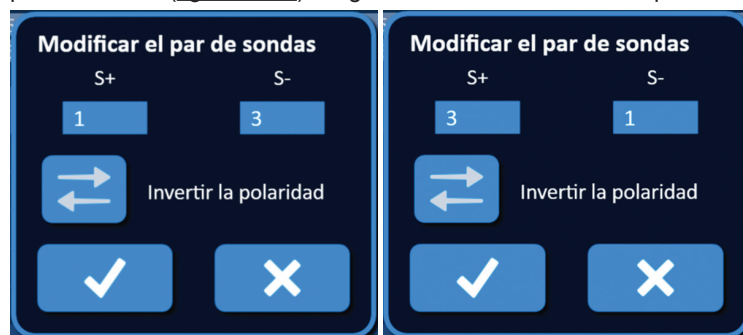 Modificar el par de sondas
S+ S-
1 3
Invertir la polaridad
Modificar el par de sondas
S+ S-
3 1
Invertir la polaridad